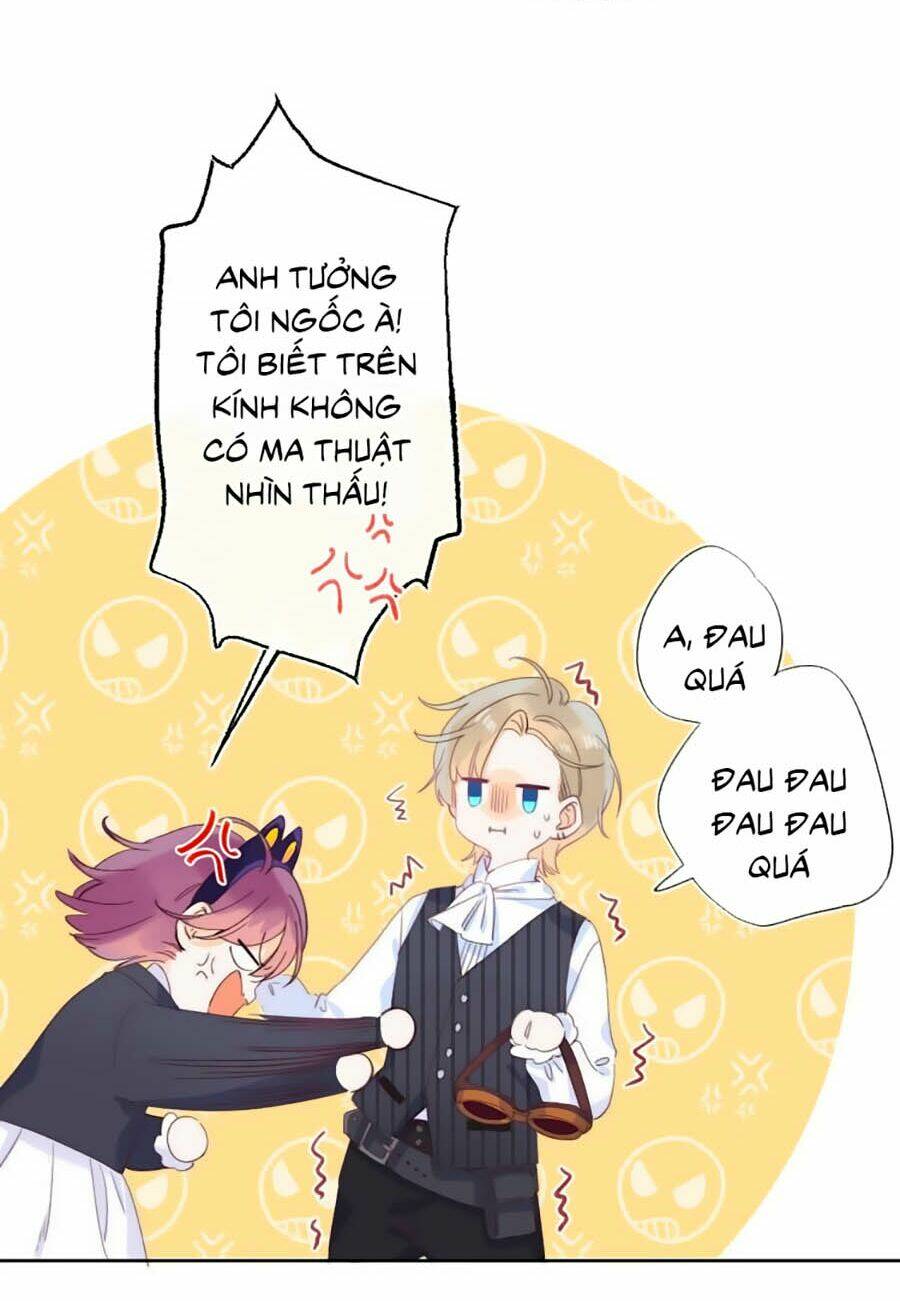 ANH TƯỞNG
TÔI NGỐC À!
TÔI BIẾT TRÊN
KÍNH KHÔNG
CÓ MA THUẬT
NHÌN THẤU!
A, ĐAU
QUÁ
ĐAU ĐAU
ĐAU ĐAU
QUÁ